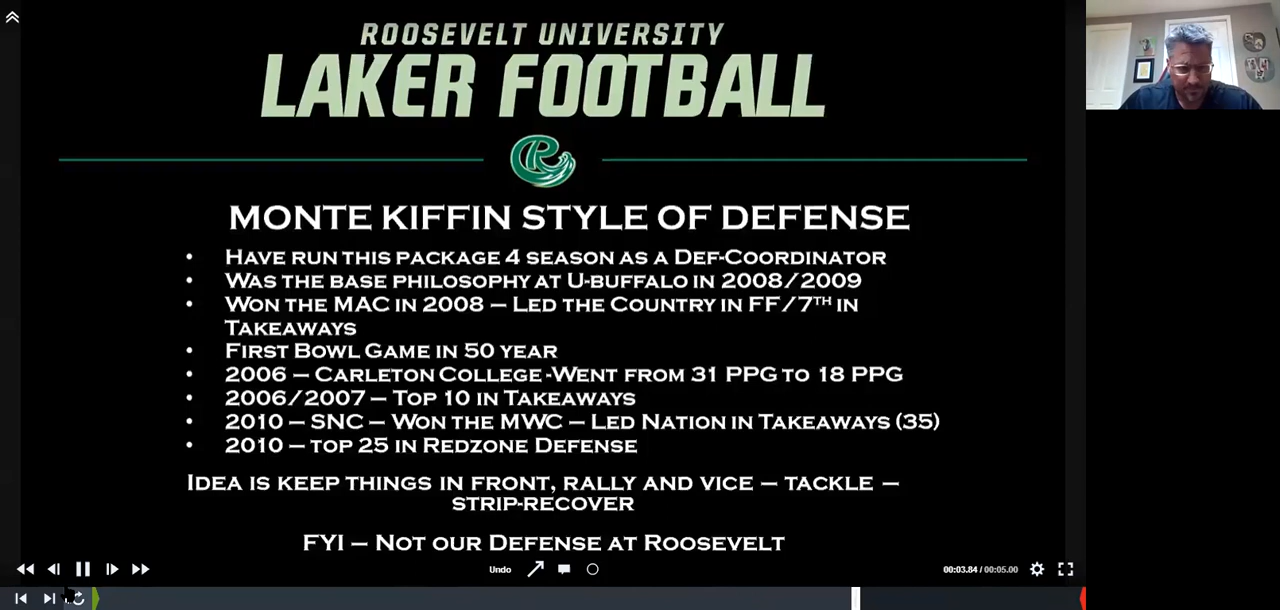 ROOSEVELT UNIVERSITY
LAKER FOOTBALL
R
MONTE KIFFIN STYLE OF DEFENSE
• HAVE RUN THIS PACKAGE 4 SEASON AS A DEF-COORDINATOR
• WAS THE BASE PHILOSOPHY AT U-BUFFALO IN 2008/2009
• WON THE MAC IN 2008 – LED THE COUNTRY IN FF/7TH IN
TAKEAWAYS
• FIRST BOWL GAME IN 50 YEAR
• 2006 – CARLETON COLLEGE -WENT FROM 31 PPG TO 18 PPG
• 2006/2007 – TOP 10 IN TAKEAWAYS
• 2010 – SNC – WON THE MWC – LED NATION IN TAKEAWAYS (35)
• 2010 – TOP 25 IN REDZONE DEFENSE
IDEA IS KEEP THINGS IN FRONT, RALLY AND VICE – TACKLE –
STRIP-RECOVER
FYI – NOT OUR DEFENSE AT ROOSEVELT
Undo
00:03.84 / 00:05.00